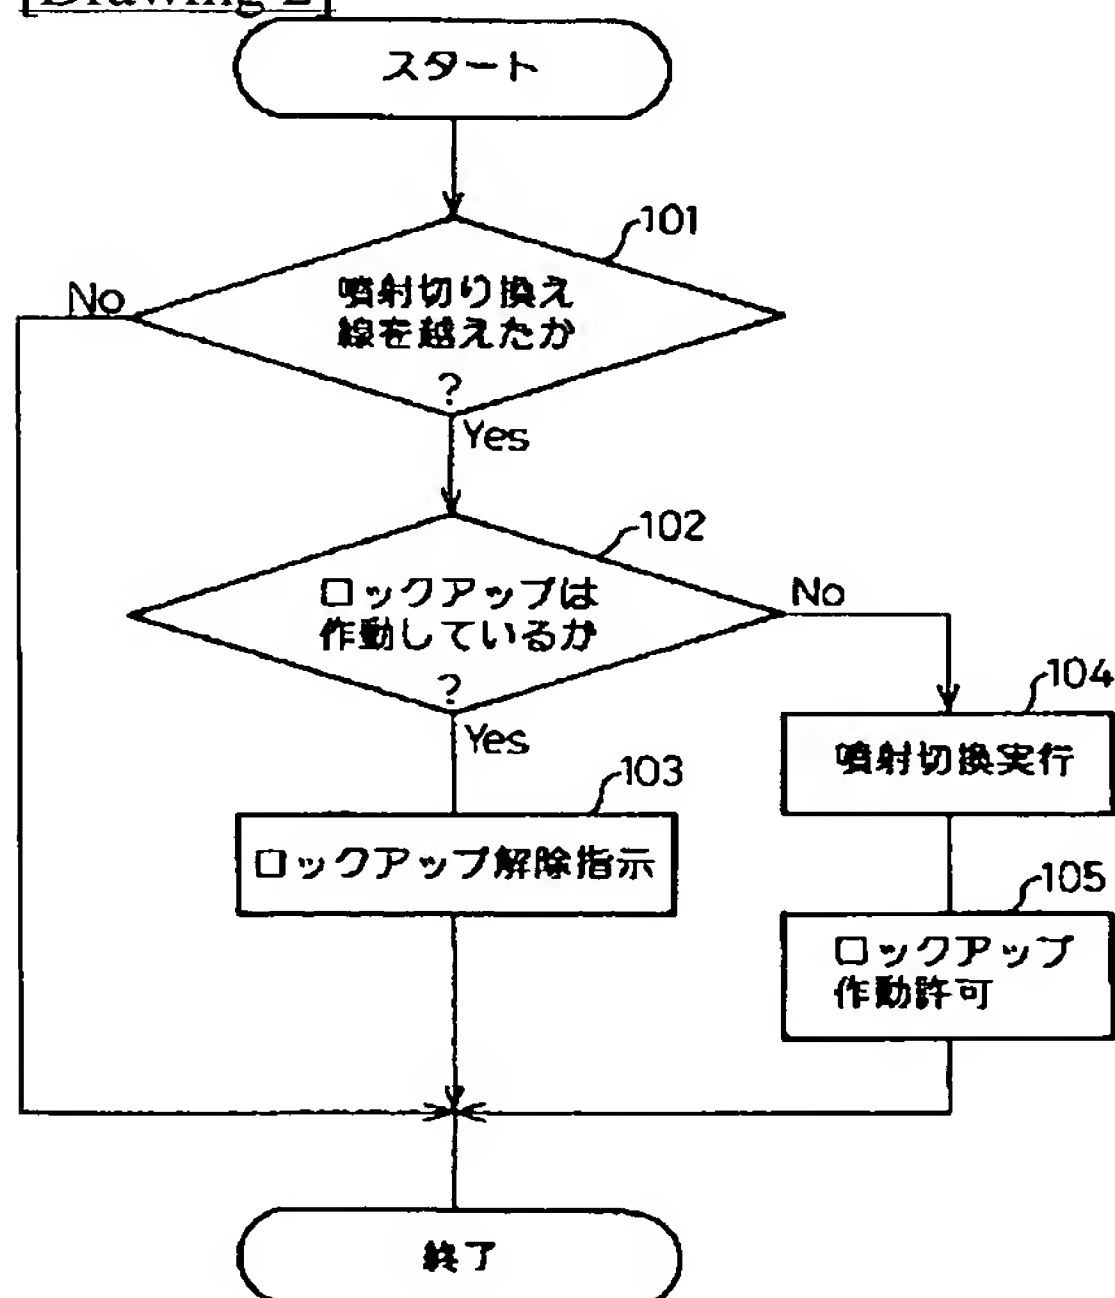 [Drawing 2]
スタート
101
噴射切り換え
線を越えたか
?
No
Yes
102
ロックアップは
作動しているか
?
No
Yes
103
ロックアップ解除指示
104
噴射切換実行
105
ロックアップ
作動許可
終了